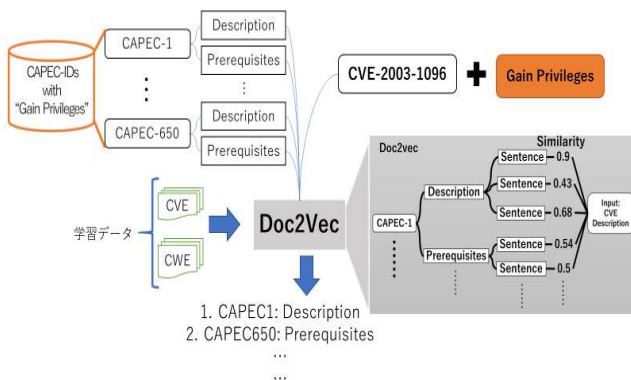 CAPEC-IDs
with
“Gain Privileges”
CAPEC-1
Description
Prerequisites
⋮
CAPEC-650
Description
Prerequisites
CVE-2003-1096
Gain Privileges
学習データ
CVE
CWE
Doc2Vec
1. CAPEC1: Description
2. CAPEC650: Prerequisites
...
...
Doc2vec
Similarity
CAPEC-1
Description
Sentence 0.9
Sentence 0.43
Sentence 0.68
Prerequisites
Sentence 0.54
Sentence 0.5
Input:
CVE
Description